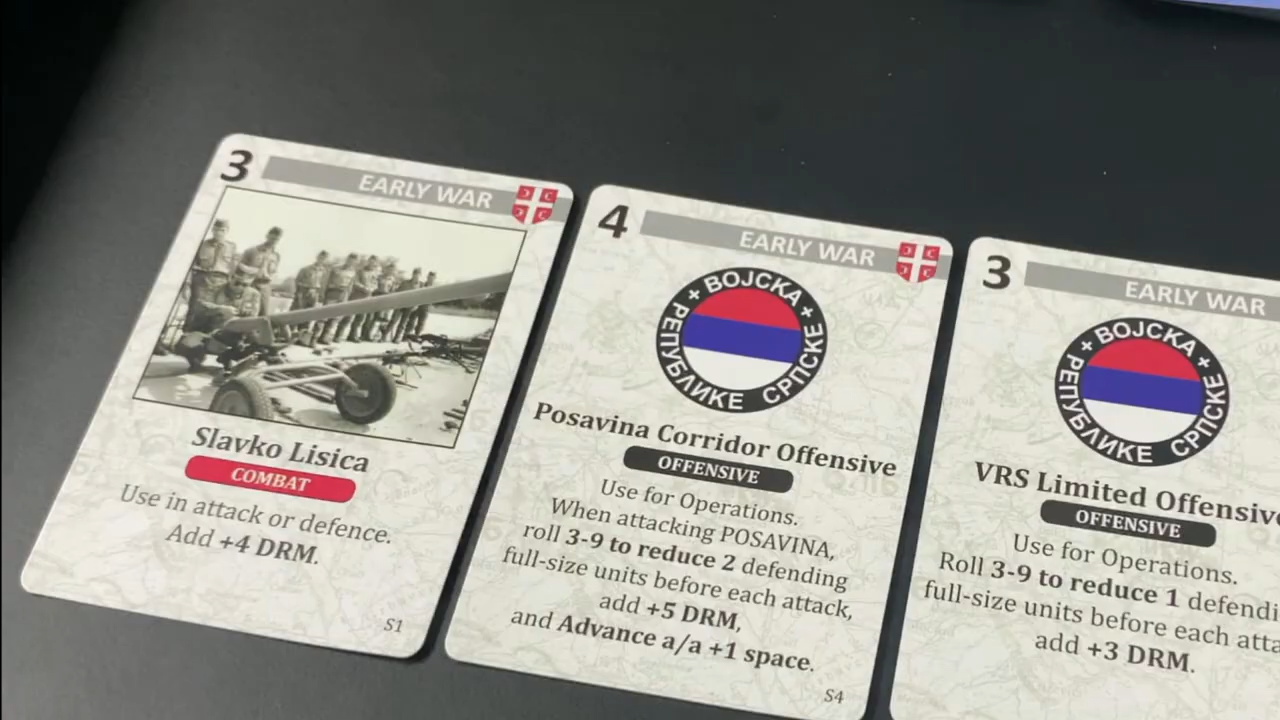 3
EARLY WAR
Slavko Lisica
COMBAT
Use in attack or defence.
Add +4 DRM.
S1
4
EARLY WAR
ВОЈСКА
РЕПУБЛИКЕ СРПСКЕ
Posavina Corridor Offensive
OFFENSIVE
Use for Operations.
When attacking POSAVINA,
roll 3-9 to reduce 2 defending
full-size units before each attack,
add +5 DRM,
and Advance a/a +1 space.
S4
3
EARLY WAR
ВОЈСКА
РЕПУБЛИКЕ СРПСКЕ
VRS Limited Offensive
OFFENSIVE
Use for Operations.
Roll 3-9 to reduce 1 defendi
full-size units before each atta
add +3 DRM.